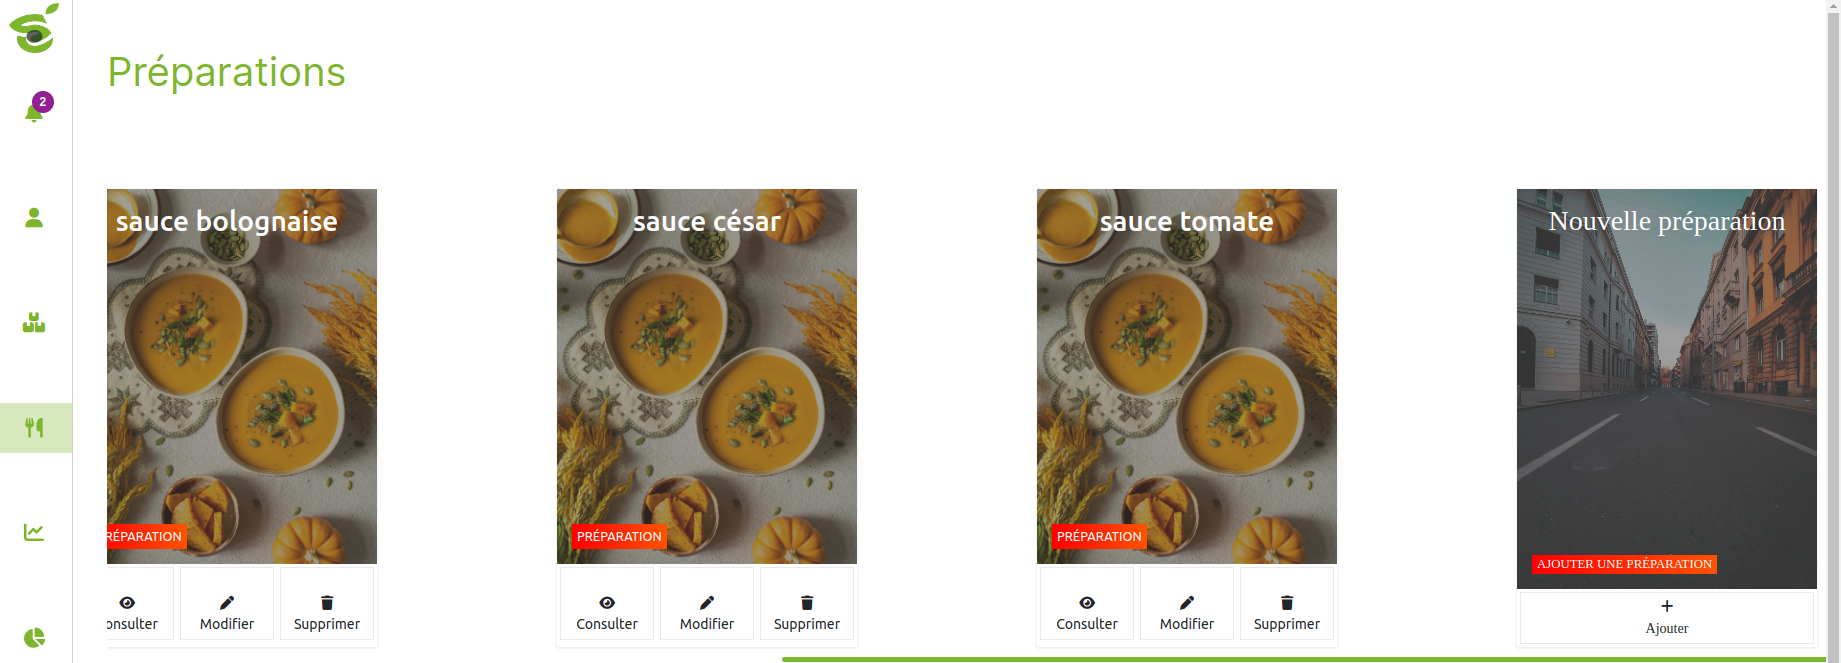 2
Préparations
sauce bolognaise
sauce césar
sauce tomate
Nouvelle préparation
RÉPARATION
PRÉPARATION
PRÉPARATION
AJOUTER UNE PRÉPARATION
onsulter
Modifier
Supprimer
Consulter
Modifier
Supprimer
Consulter
Modifier
Supprimer
Ajouter